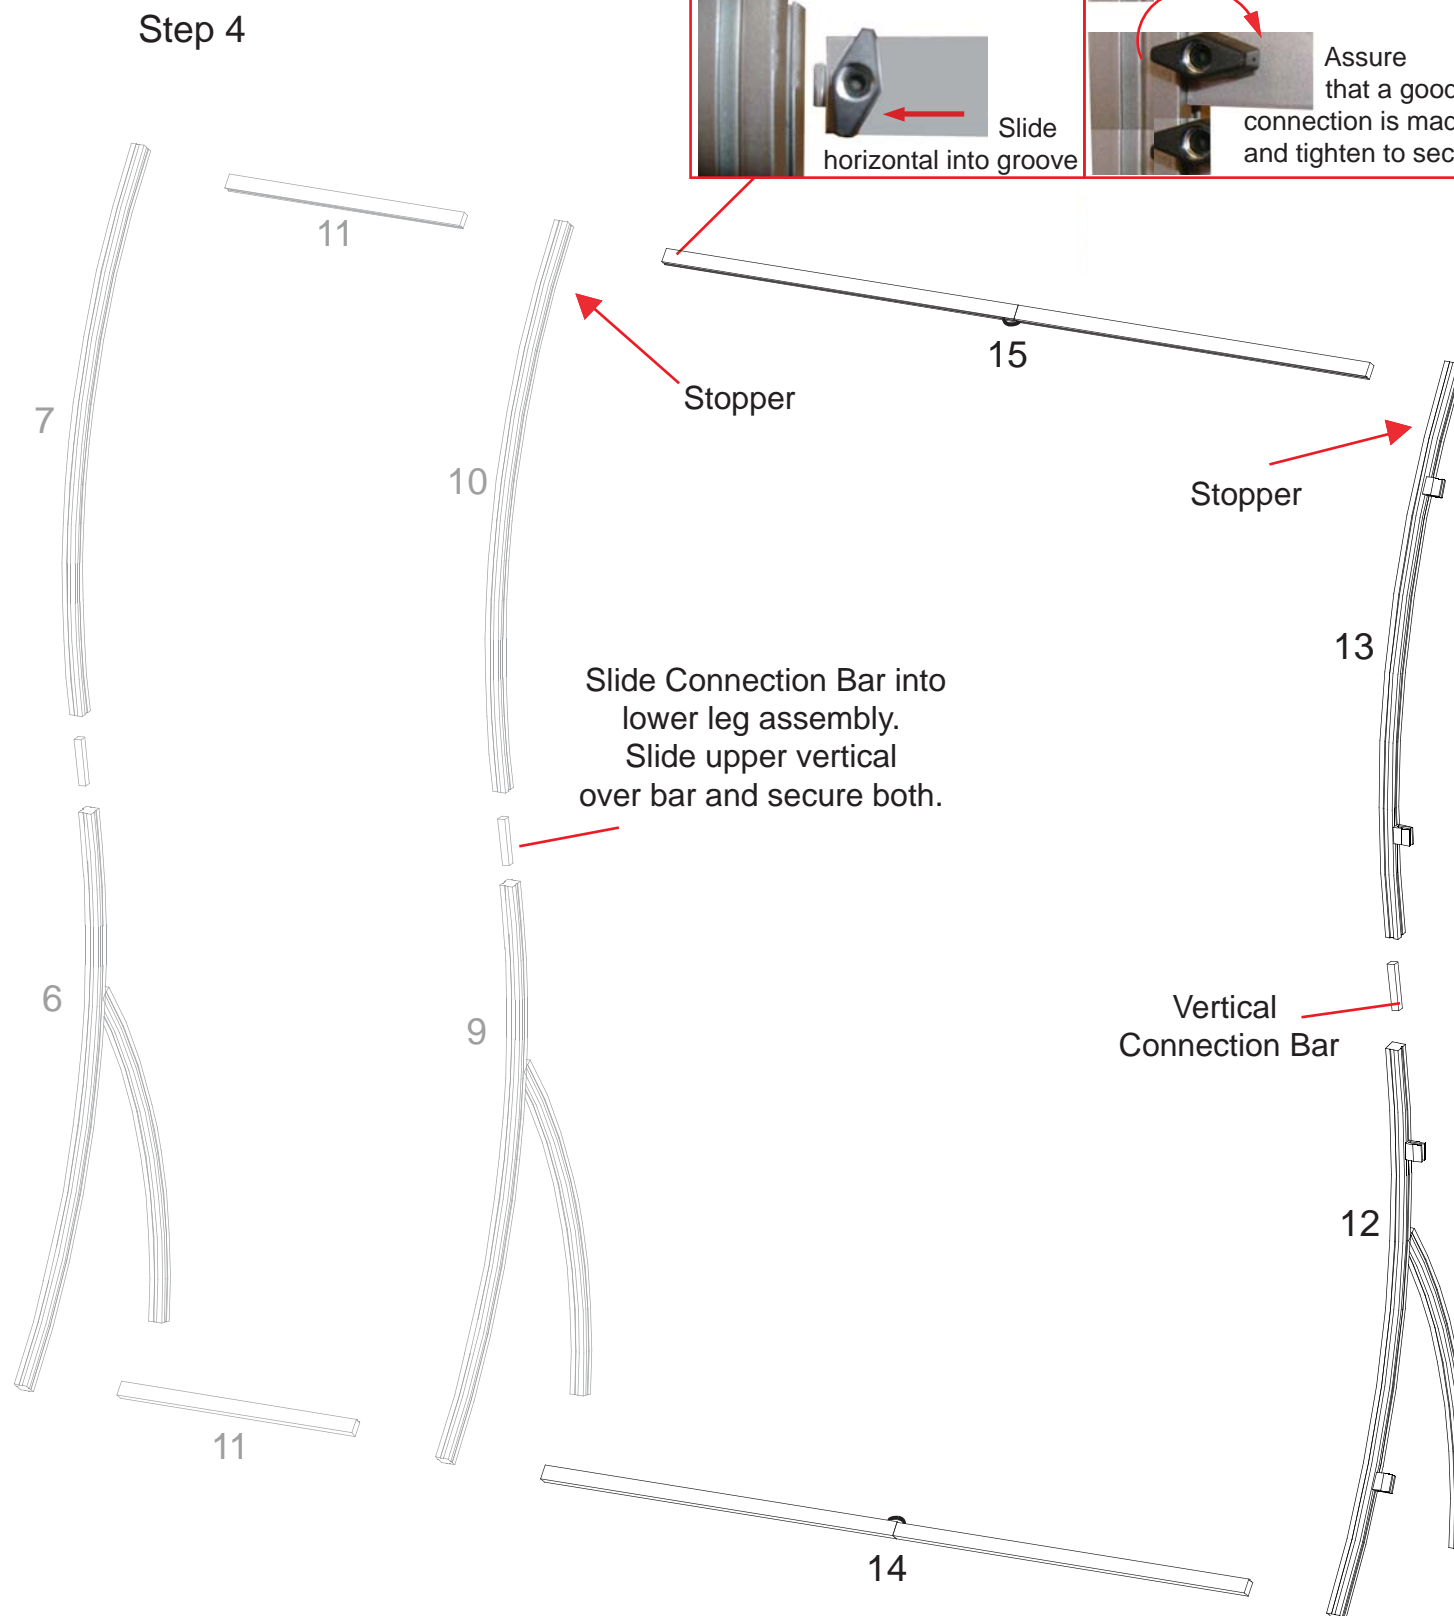 Step 4
Slide
horizontal into groove
Assure
that a good
connection is mad
and tighten to sec
11
15
Stopper
7
10
Stopper
13
Slide Connection Bar into
lower leg assembly.
Slide upper vertical
over bar and secure both.
6
9
Vertical
Connection Bar
12
11
14